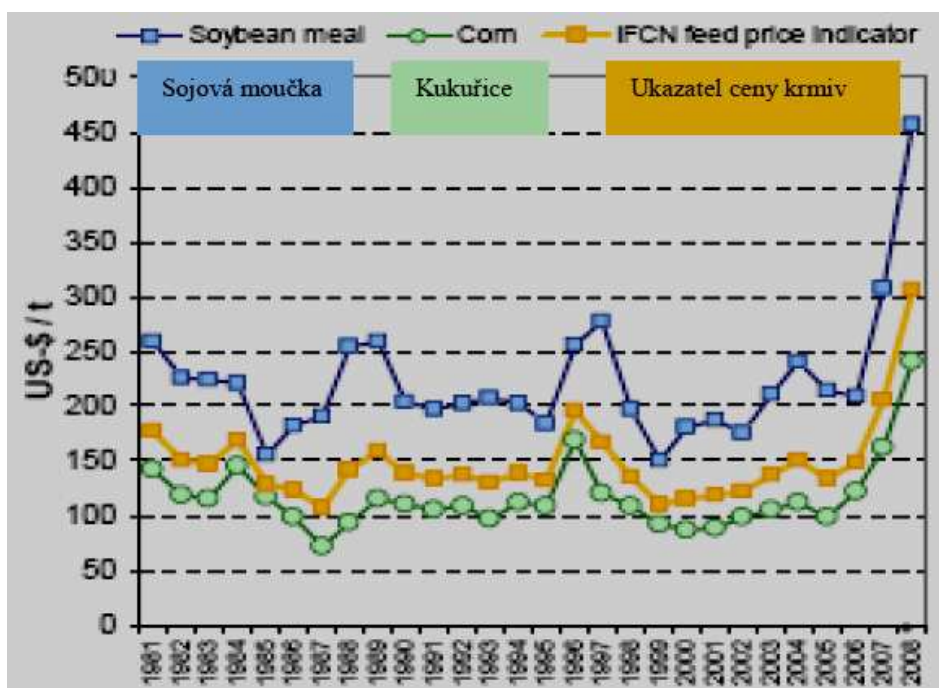 Soybean meal Corn IFCN feed price indicator
Sojová moučka Kukuřice Ukazatel ceny krmiv
500
450
400
350
300
250
200
150
100
50
0
US-$ / t
1981 1982 1983 1984 1985 1986 1987 1988 1989 1990 1991 1992 1993 1994 1995 1996 1997 1998 1999 2000 2001 2002 2003 2004 2005 2006 2007 2008